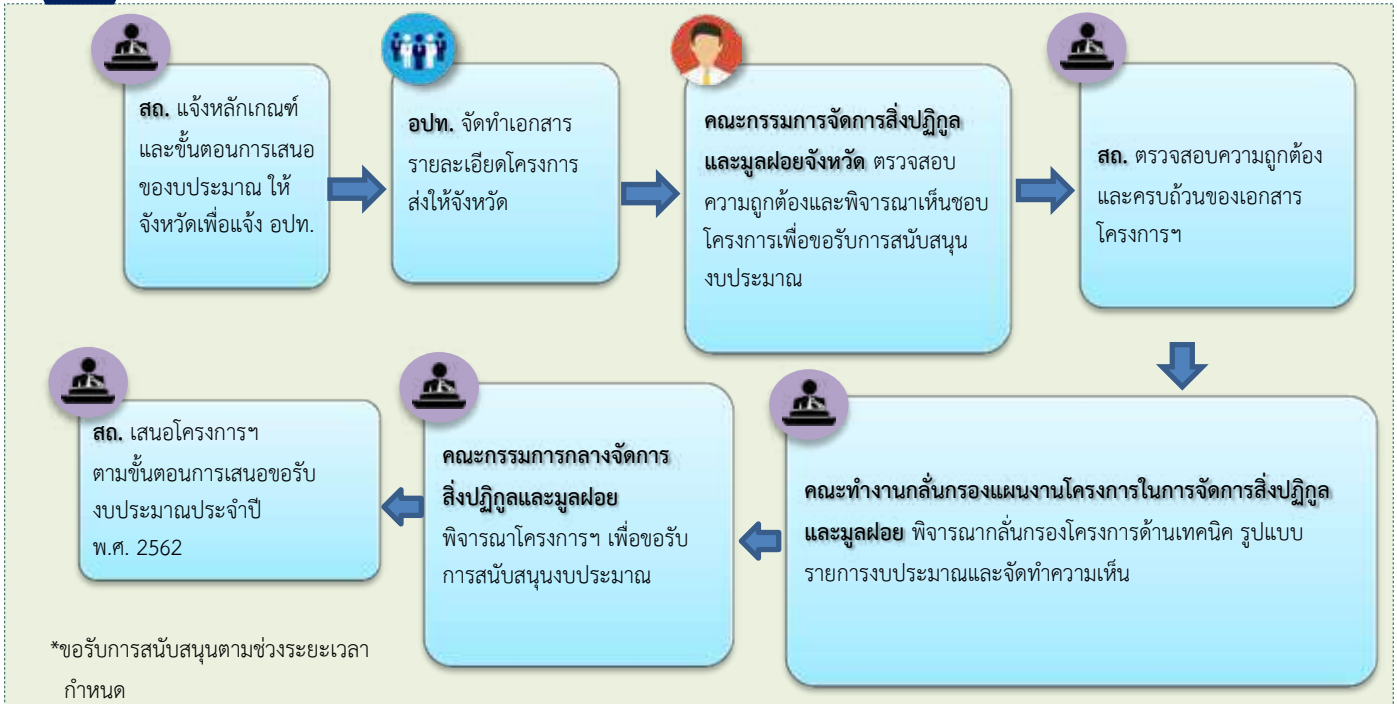 สถ. แจ้งหลักเกณฑ์
และขั้นตอนการเสนอ
ของบประมาณ ให้
จังหวัดเพื่อแจ้ง อปท.
อปท. จัดทำเอกสาร
รายละเอียดโครงการ
ส่งให้จังหวัด
คณะกรรมการจัดการสิ่งปฏิกูล
และมูลฝอยจังหวัด ตรวจสอบ
ความถูกต้องและพิจารณาเห็นชอบ
โครงการเพื่อขอรับการสนับสนุน
งบประมาณ
สถ. ตรวจสอบความถูกต้อง
และครบถ้วนของเอกสาร
โครงการฯ
คณะทำงานกลั่นกรองแผนงานโครงการในการจัดการสิ่งปฏิกูล
และมูลฝอย พิจารณากลั่นกรองโครงการด้านเทคนิค รูปแบบ
รายการงบประมาณและจัดทำความเห็น
คณะกรรมการกลางจัดการ
สิ่งปฏิกูลและมูลฝอย
พิจารณาโครงการฯ เพื่อขอรับ
การสนับสนุนงบประมาณ
สถ. เสนอโครงการฯ
ตามขั้นตอนการเสนอขอรับ
งบประมาณประจำปี
พ.ศ. 2562
*ขอรับการสนับสนุนตามช่วงระยะเวลา
กำหนด